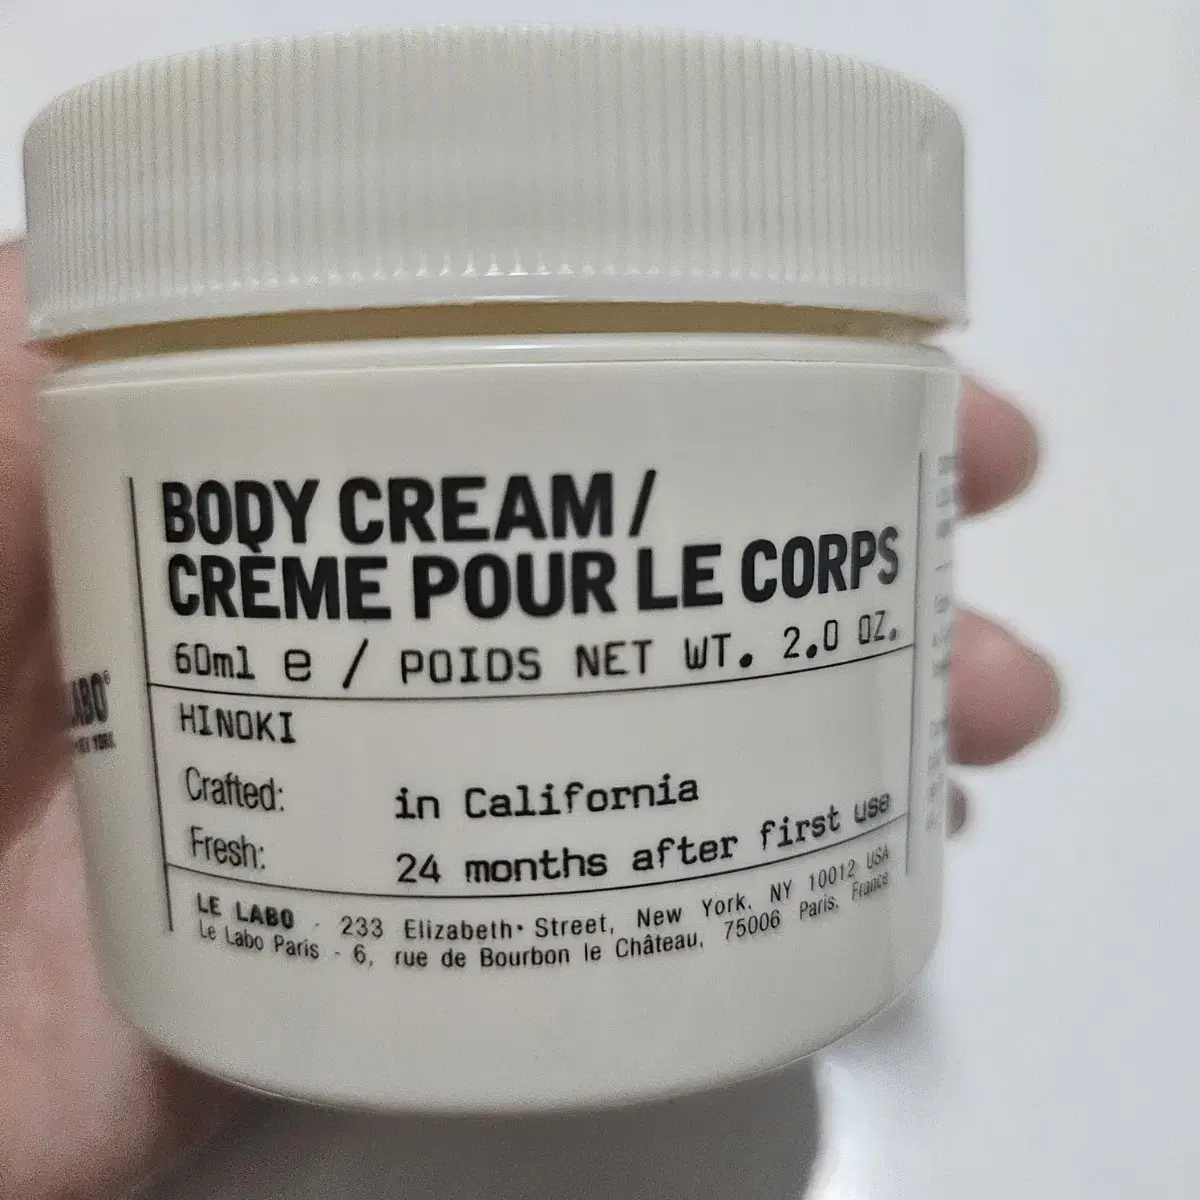 BODY CREAM /
CRÈME POUR LE CORPS
60ml e / POIDS NET WT. 2.0 OZ.
HINOKI
Crafted: in California
Fresh: 24 months after first use
LE LABO - 233 Elizabeth Street, New York, NY 10012 USA
Le Labo Paris - 6, rue de Bourbon le Château, 75006 Paris, France